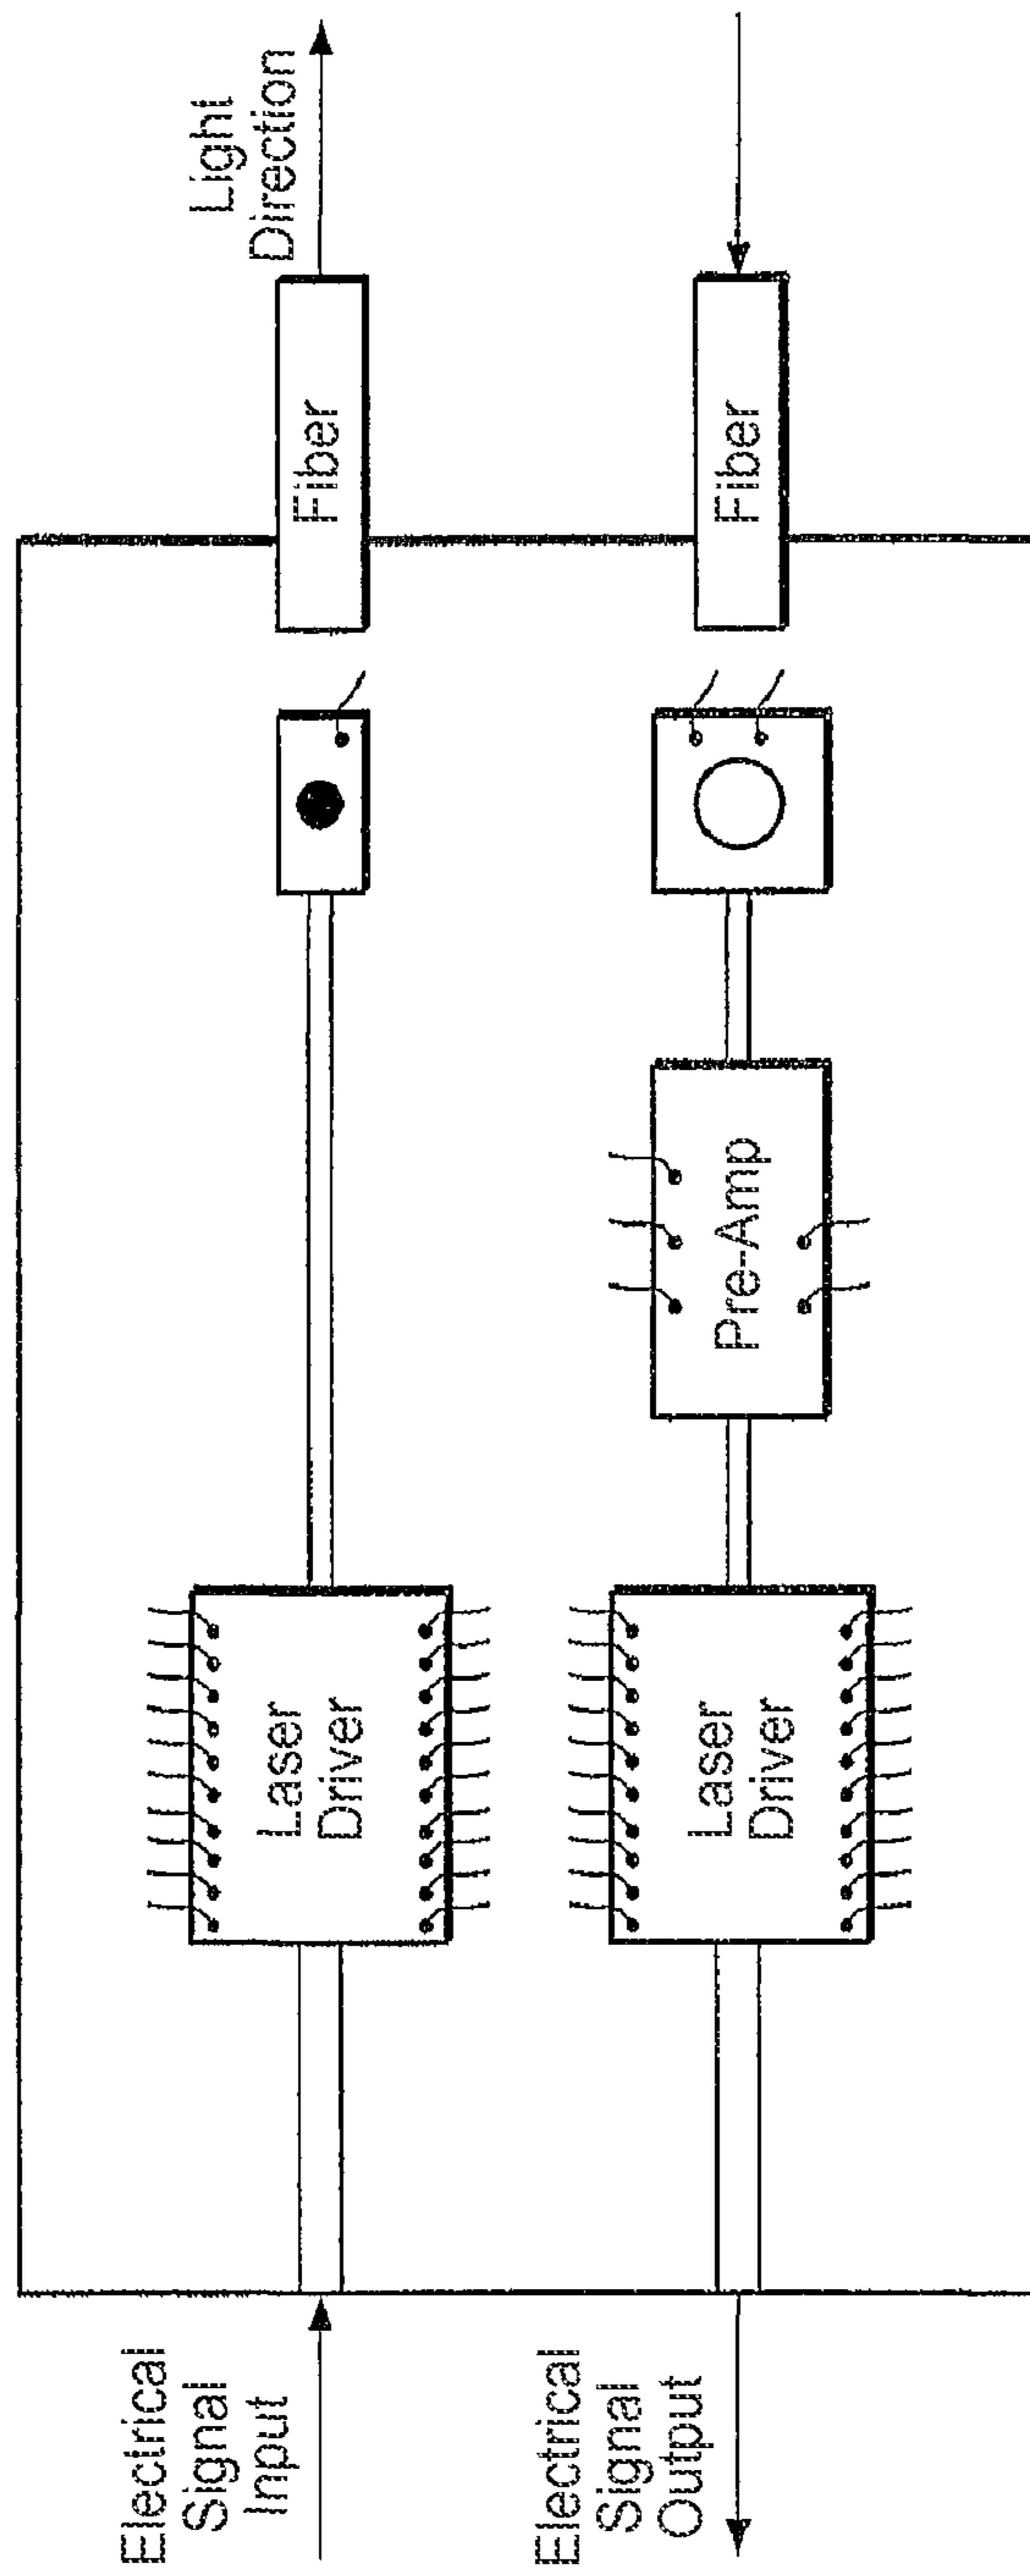 Electrical
Signal
Input
Laser
Driver
Fiber
Light
Direction
Electrical
Signal
Output
Laser
Driver
Pre-Amp
Fiber